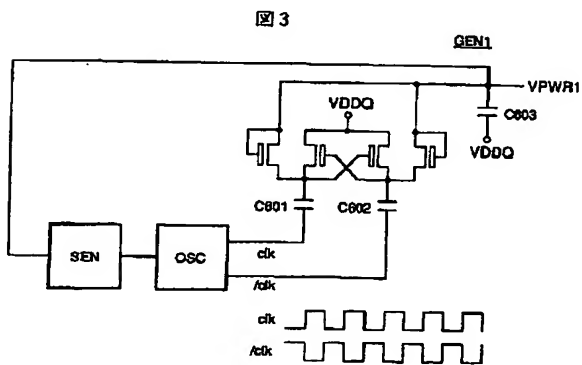 図3
GEN1
VPWR1
VDDQ
C603
VDDQ
C601
C602
SEN
OSC
clk
/clk
clk
/clk